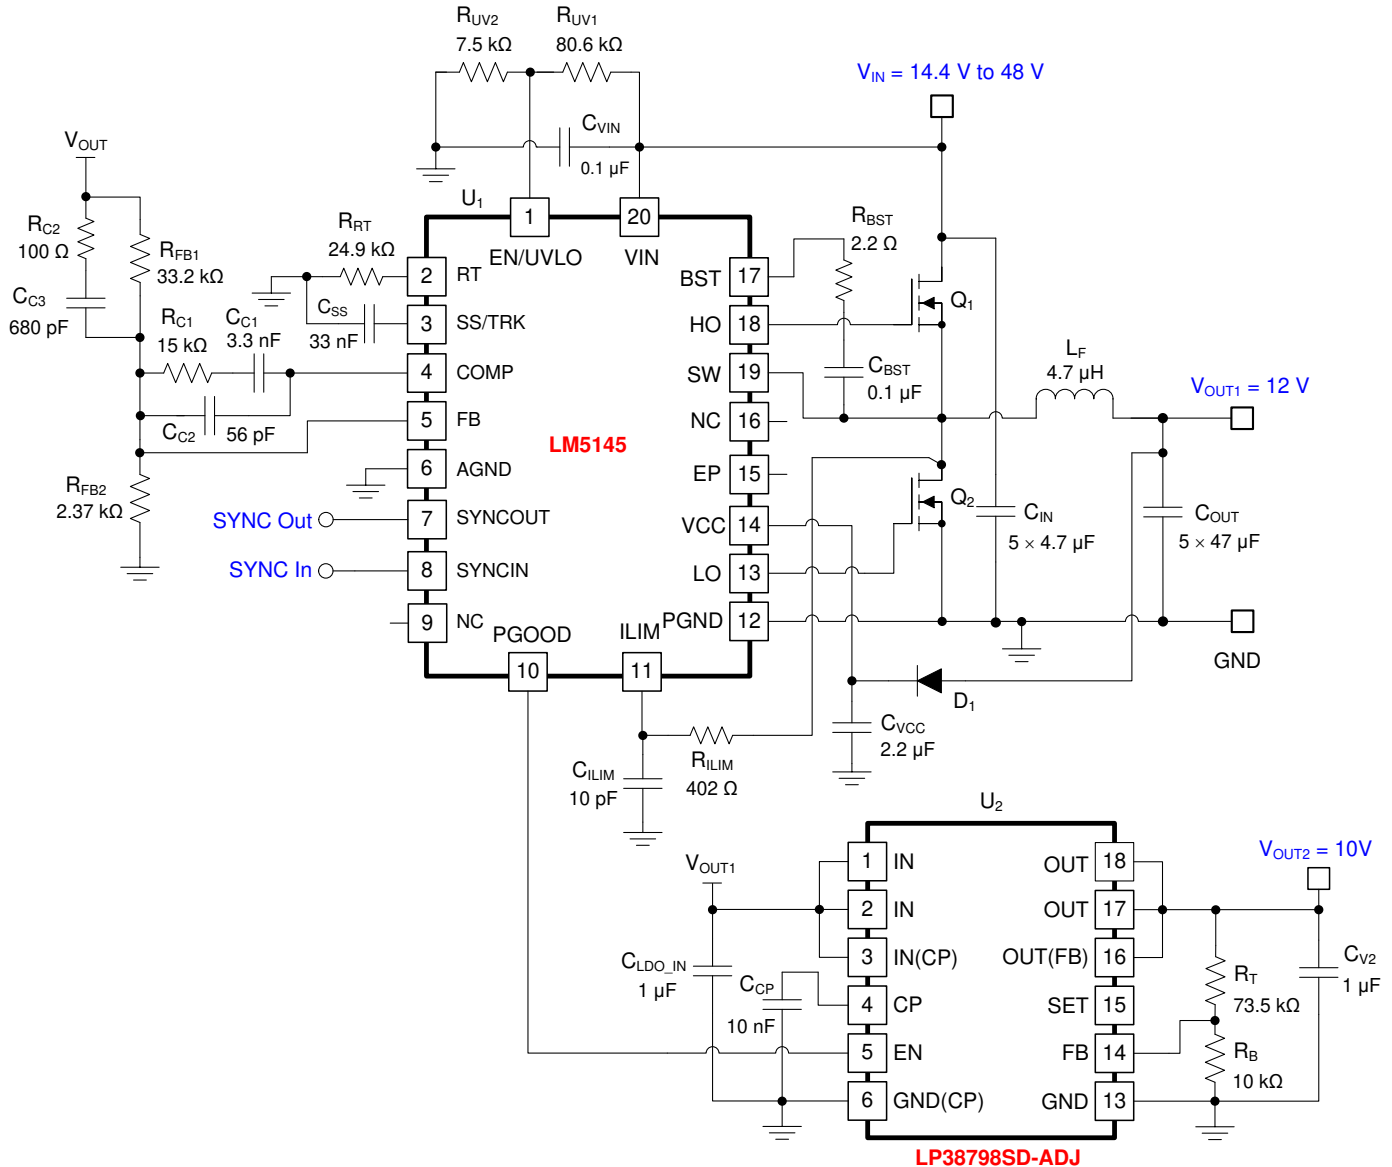 RUV2
7.5 kΩ
RUV1
80.6 kΩ
VIN = 14.4 V to 48 V
CVIN
0.1 µF
VOUT
RC2
100 Ω
RFB1
33.2 kΩ
CC3
680 pF
RC1
15 kΩ
CC1
3.3 nF
CC2
56 pF
RFB2
2.37 kΩ
RRT
24.9 kΩ
CSS
33 nF
U1
1
EN/UVLO
20
VIN
2
RT
3
SS/TRK
4
COMP
5
FB
6
AGND
SYNC Out
7
SYNCOUT
SYNC In
8
SYNCIN
9
NC
PGOOD
10
ILIM
11
LM5145
BST
17
HO
18
SW
19
NC
16
EP
15
VCC
14
LO
13
PGND
12
RBST
2.2 Ω
CBST
0.1 µF
Q1
Q2
LF
4.7 µH
VOUT1 = 12 V
CIN
5 × 4.7 µF
COUT
5 × 47 µF
GND
D1
CVCC
2.2 µF
RILIM
402 Ω
CILIM
10 pF
U2
VOUT1
CLDO_IN
1 µF
CCP
10 nF
1
IN
2
IN
3
IN(CP)
4
CP
5
EN
6
GND(CP)
OUT
18
OUT
17
OUT(FB)
16
SET
15
FB
14
GND
13
VOUT2 = 10V
RT
73.5 kΩ
RB
10 kΩ
CV2
1 µF
LP38798SD-ADJ